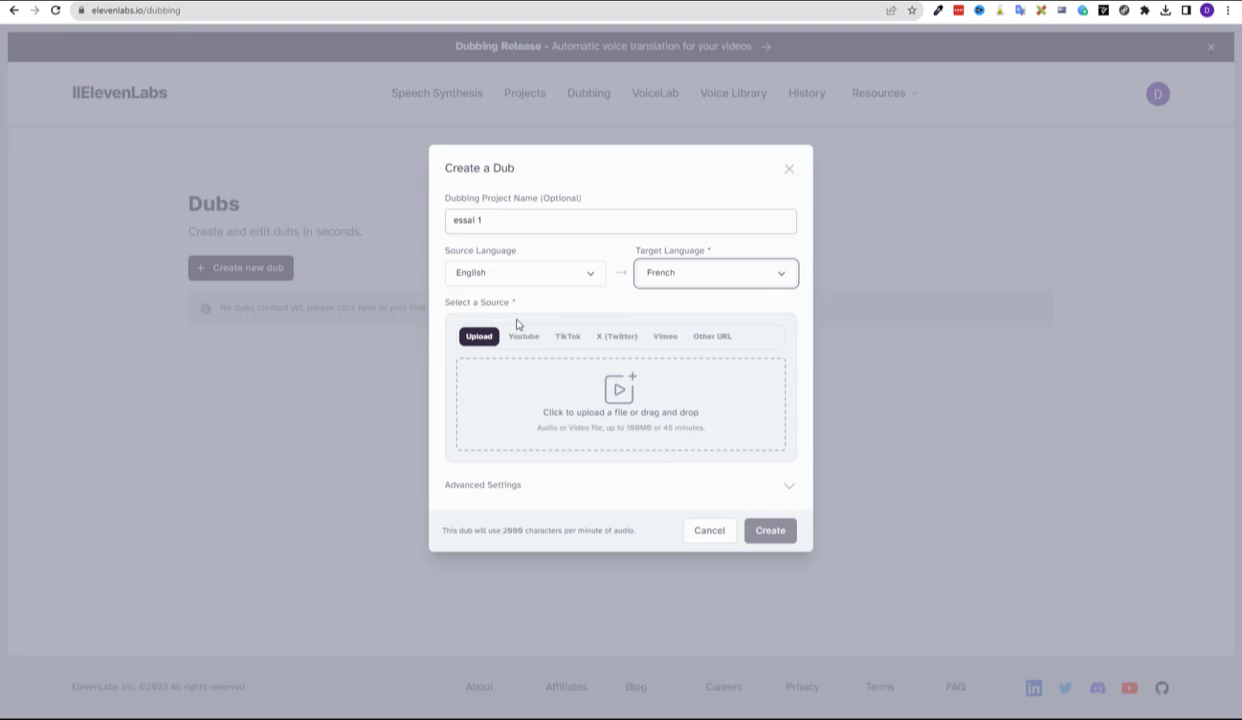 elevenlabs.io/dubbing
Dubbing Release - Automatic voice translation for your videos →
IIElevenLabs
Speech Synthesis Projects Dubbing VoiceLab Voice Library History Resources
D
Create a Dub
Dubbing Project Name (Optional)
essai 1
Dubs
Create and edit dubs in seconds.
Source Language Target Language *
+ Create new dub
English → French
No dubs created yet, please click here to your first
Select a Source *
Upload Youtube TikTok X (Twitter) Vimeo Other URL
Click to upload a file or drag and drop
Audio or Video file, up to 100MB or 45 minutes.
Advanced Settings
This dub will use 2000 characters per minute of audio.
Cancel Create
ElevenLabs Inc. ©2023 All rights reserved.
About Affiliates Blog Careers Privacy Terms FAQ